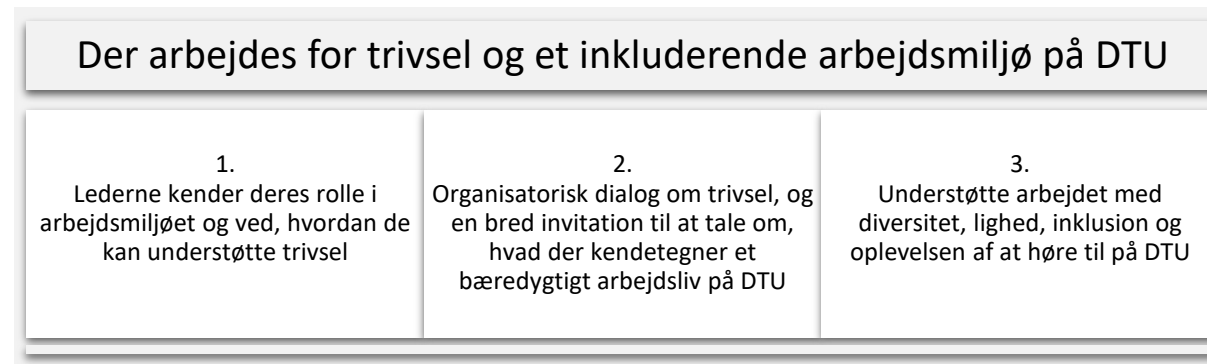 Der arbejdes for trivsel og et inkluderende arbejdsmiljø på DTU
1.
Lederne kender deres rolle i
arbejdsmiljøet og ved, hvordan de
kan understøtte trivsel
2.
Organisatorisk dialog om trivsel, og
en bred invitation til at tale om,
hvad der kendetegner et
bæredygtigt arbejdsliv på DTU
3.
Understøtte arbejdet med
diversitet, lighed, inklusion og
oplevelsen af at høre til på DTU